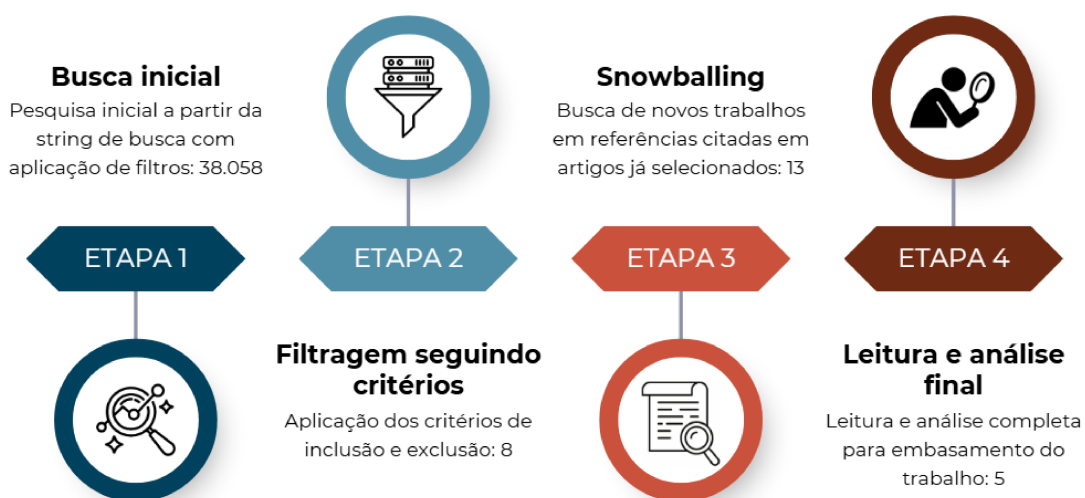 Busca inicial
Pesquisa inicial a partir da
string de busca com
aplicação de filtros: 38.058
ETAPA 1
ETAPA 2
Filtragem seguindo
critérios
Aplicação dos critérios de
inclusão e exclusão: 8
Snowballing
Busca de novos trabalhos
em referências citadas em
artigos já selecionados: 13
ETAPA 3
ETAPA 4
Leitura e análise
final
Leitura e análise completa
para embasamento do
trabalho: 5